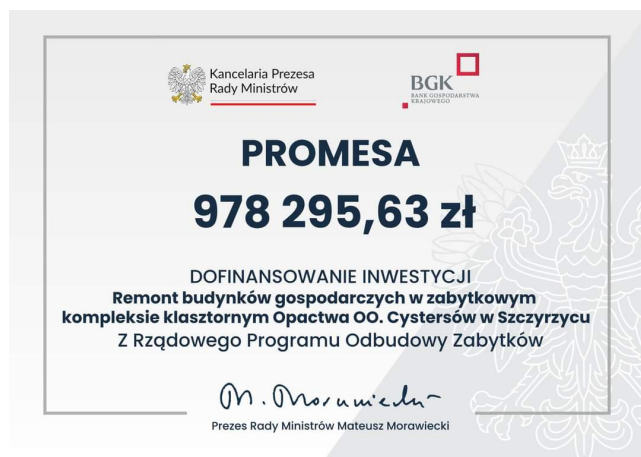 Kancelaria Prezesa
Rady Ministrów
BGK
BANK GOSPODARSTWA
KRAJOWEGO
PROMESA
978 295,63 zł
DOFINANSOWANIE INWESTYCJI
Remont budynków gospodarczych w zabytkowym
kompleksie klasztornym Opactwa OO. Cystersów w Szczyrzycu
Z Rządowego Programu Odbudowy Zabytków
M. Morawiecki
Prezes Rady Ministrów Mateusz Morawiecki